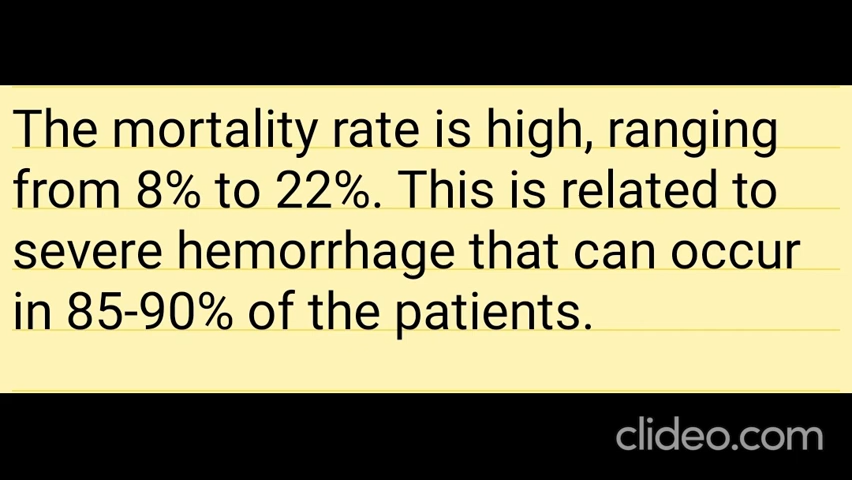 The mortality rate is high, ranging
from 8% to 22%. This is related to
severe hemorrhage that can occur
in 85-90% of the patients.
clideo.com